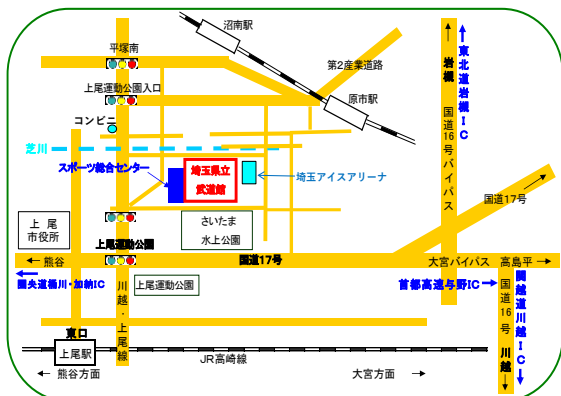 沼南駅
平塚南
第2産業道路
上尾運動公園入口
原市駅
コンビニ
芝川
スポーツ総合センター
埼玉県立
武道館
埼玉アイスアリーナ
岩槻
国道16号バイパス
東北道岩槻IC
国道17号
上尾
市役所
さいたま
水上公園
上尾運動公園
←熊谷
国道17号
大宮バイパス
高島平
圏央道桶川・加納IC
川越・上尾線
上尾運動公園
首都高速与野IC→
国道16号
川越
関越道川越IC
東口
上尾駅
JR高崎線
←熊谷方面
大宮方面→